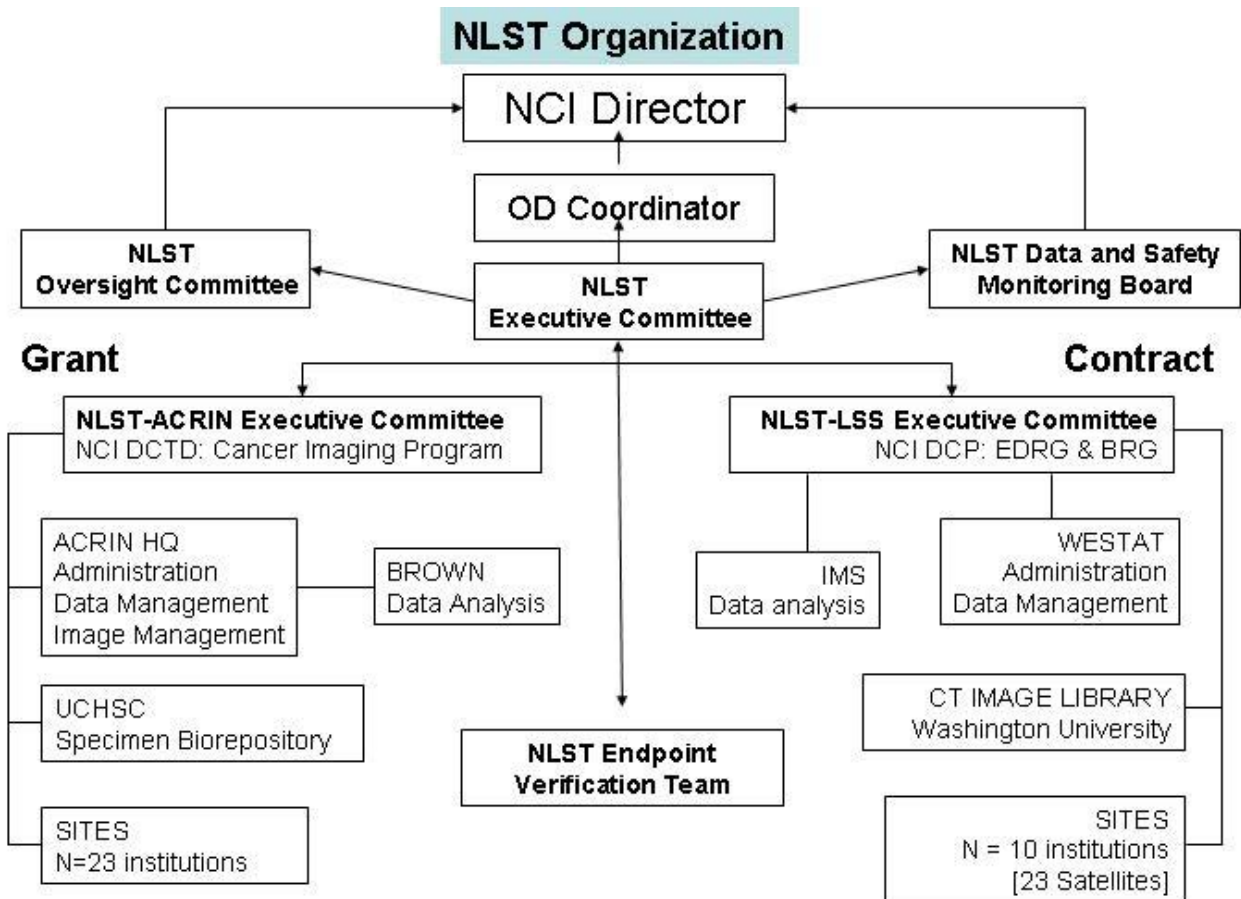 NLST Organization
NCI Director
OD Coordinator
NLST
Oversight Committee
NLST
Executive Committee
NLST Data and Safety
Monitoring Board
Grant
Contract
NLST-ACRIN Executive Committee
NCI DCTD: Cancer Imaging Program
NLST-LSS Executive Committee
NCI DCP: EDRG & BRG
ACRIN HQ
Administration
Data Management
Image Management
BROWN
Data Analysis
IMS
Data analysis
WESTAT
Administration
Data Management
UCHSC
Specimen Biorepository
CT IMAGE LIBRARY
Washington University
NLST Endpoint
Verification Team
SITES
N=23 institutions
SITES
N = 10 institutions
[23 Satellites]